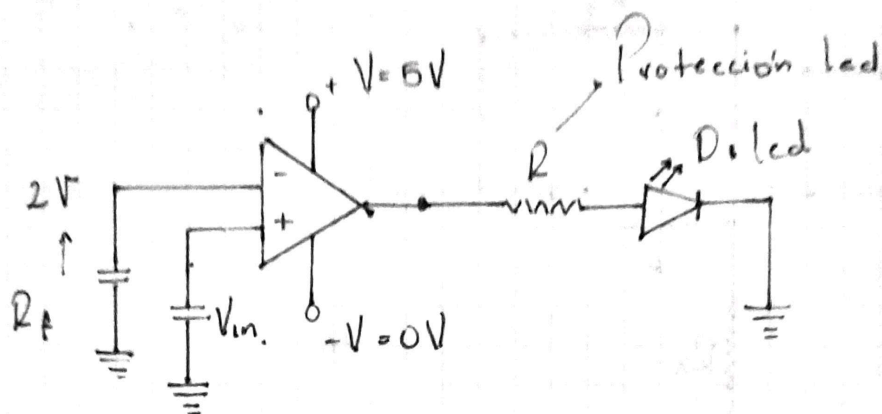 + V=5V
Protección led
R
D. led
2V
-
+
Rf
Vin.
-V=0V